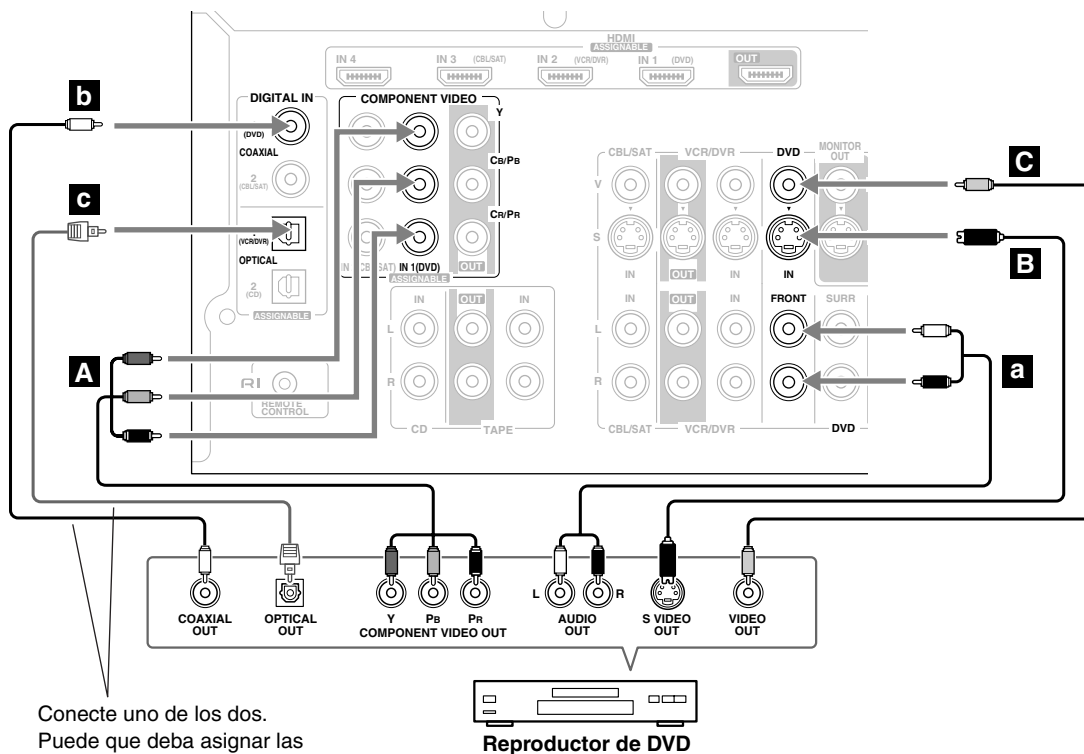 HDMI
ASSIGNABLE
IN 4
IN 3 (CBL/SAT)
IN 2 (VCR/DVR)
IN 1 (DVD)
OUT
b
DIGITAL IN
(DVD)
COAXIAL
2
(CBL/SAT)
c
(VCR/DVR)
OPTICAL
2
(CD)
ASSIGNABLE
COMPONENT VIDEO
Y
CB/PB
CR/PR
IN 1(DVD)
OUT
ASSIGNABLE
A
RI
REMOTE
CONTROL
IN
OUT
IN
L
R
CD
TAPE
CBL/SAT
VCR/DVR
DVD
MONITOR
OUT
V
S
IN
OUT
IN
IN
C
B
IN
OUT
IN
FRONT
SURR
L
R
a
CBL/SAT
VCR/DVR
DVD
COAXIAL
OUT
OPTICAL
OUT
Y
PB
PR
COMPONENT VIDEO OUT
L
R
AUDIO
OUT
S VIDEO
OUT
VIDEO
OUT
Conecte uno de los dos.
Puede que deba asignar las
Reproductor de DVD